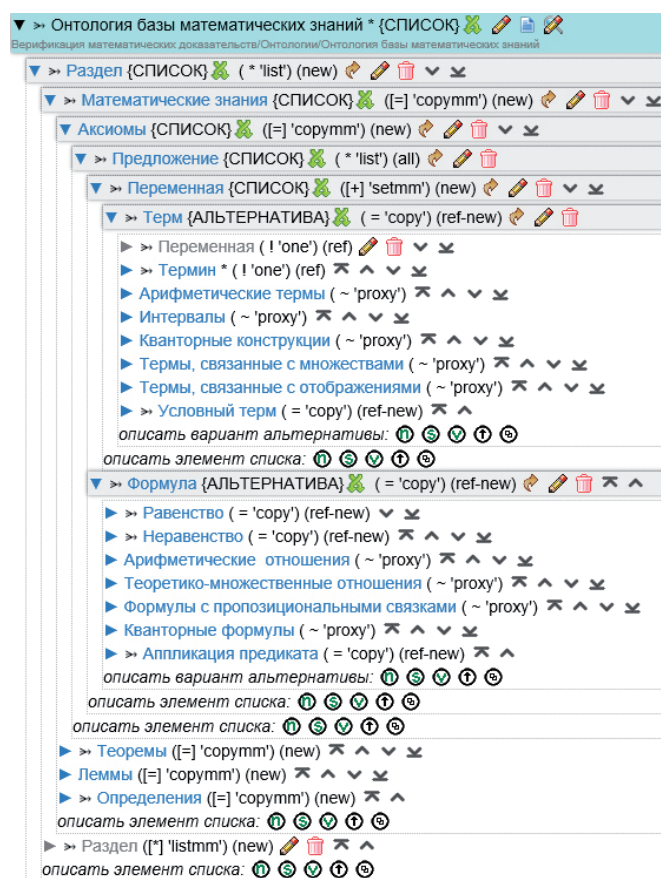 Онтология базы математических знаний * {СПИСОК}
Верификация математических доказательств/Онтологии/Онтология базы математических знаний
Раздел {СПИСОК} ( * 'list') (new)
Математические знания {СПИСОК} ([=] 'copymm') (new)
Аксиомы {СПИСОК} ([=] 'copymm') (new)
Предложение {СПИСОК} ( * 'list') (all)
Переменная {СПИСОК} ([+] 'setmm') (new)
Терм {АЛЬТЕРНАТИВА} ( = 'copy') (ref-new)
Переменная ( ! 'one') (ref)
Термин * ( ! 'one') (ref)
Арифметические термы ( ~ 'proxy')
Интервалы ( ~ 'proxy')
Кванторные конструкции ( ~ 'proxy')
Термы, связанные с множествами ( ~ 'proxy')
Термы, связанные с отображениями ( ~ 'proxy')
Условный терм ( = 'copy') (ref-new)
описать вариант альтернативы:
описать элемент списка:
Формула {АЛЬТЕРНАТИВА} ( = 'copy') (ref-new)
Равенство ( = 'copy') (ref-new)
Неравенство ( = 'copy') (ref-new)
Арифметические отношения ( ~ 'proxy')
Теоретико-множественные отношения ( ~ 'proxy')
Формулы с пропозициональными связками ( ~ 'proxy')
Кванторные формулы ( ~ 'proxy')
Аппликация предиката ( = 'copy') (ref-new)
описать вариант альтернативы:
описать элемент списка:
описать элемент списка:
Теоремы ([=] 'copymm') (new)
Леммы ([=] 'copymm') (new)
Определения ([=] 'copymm') (new)
описать элемент списка:
Раздел ([*] 'listmm') (new)
описать элемент списка: